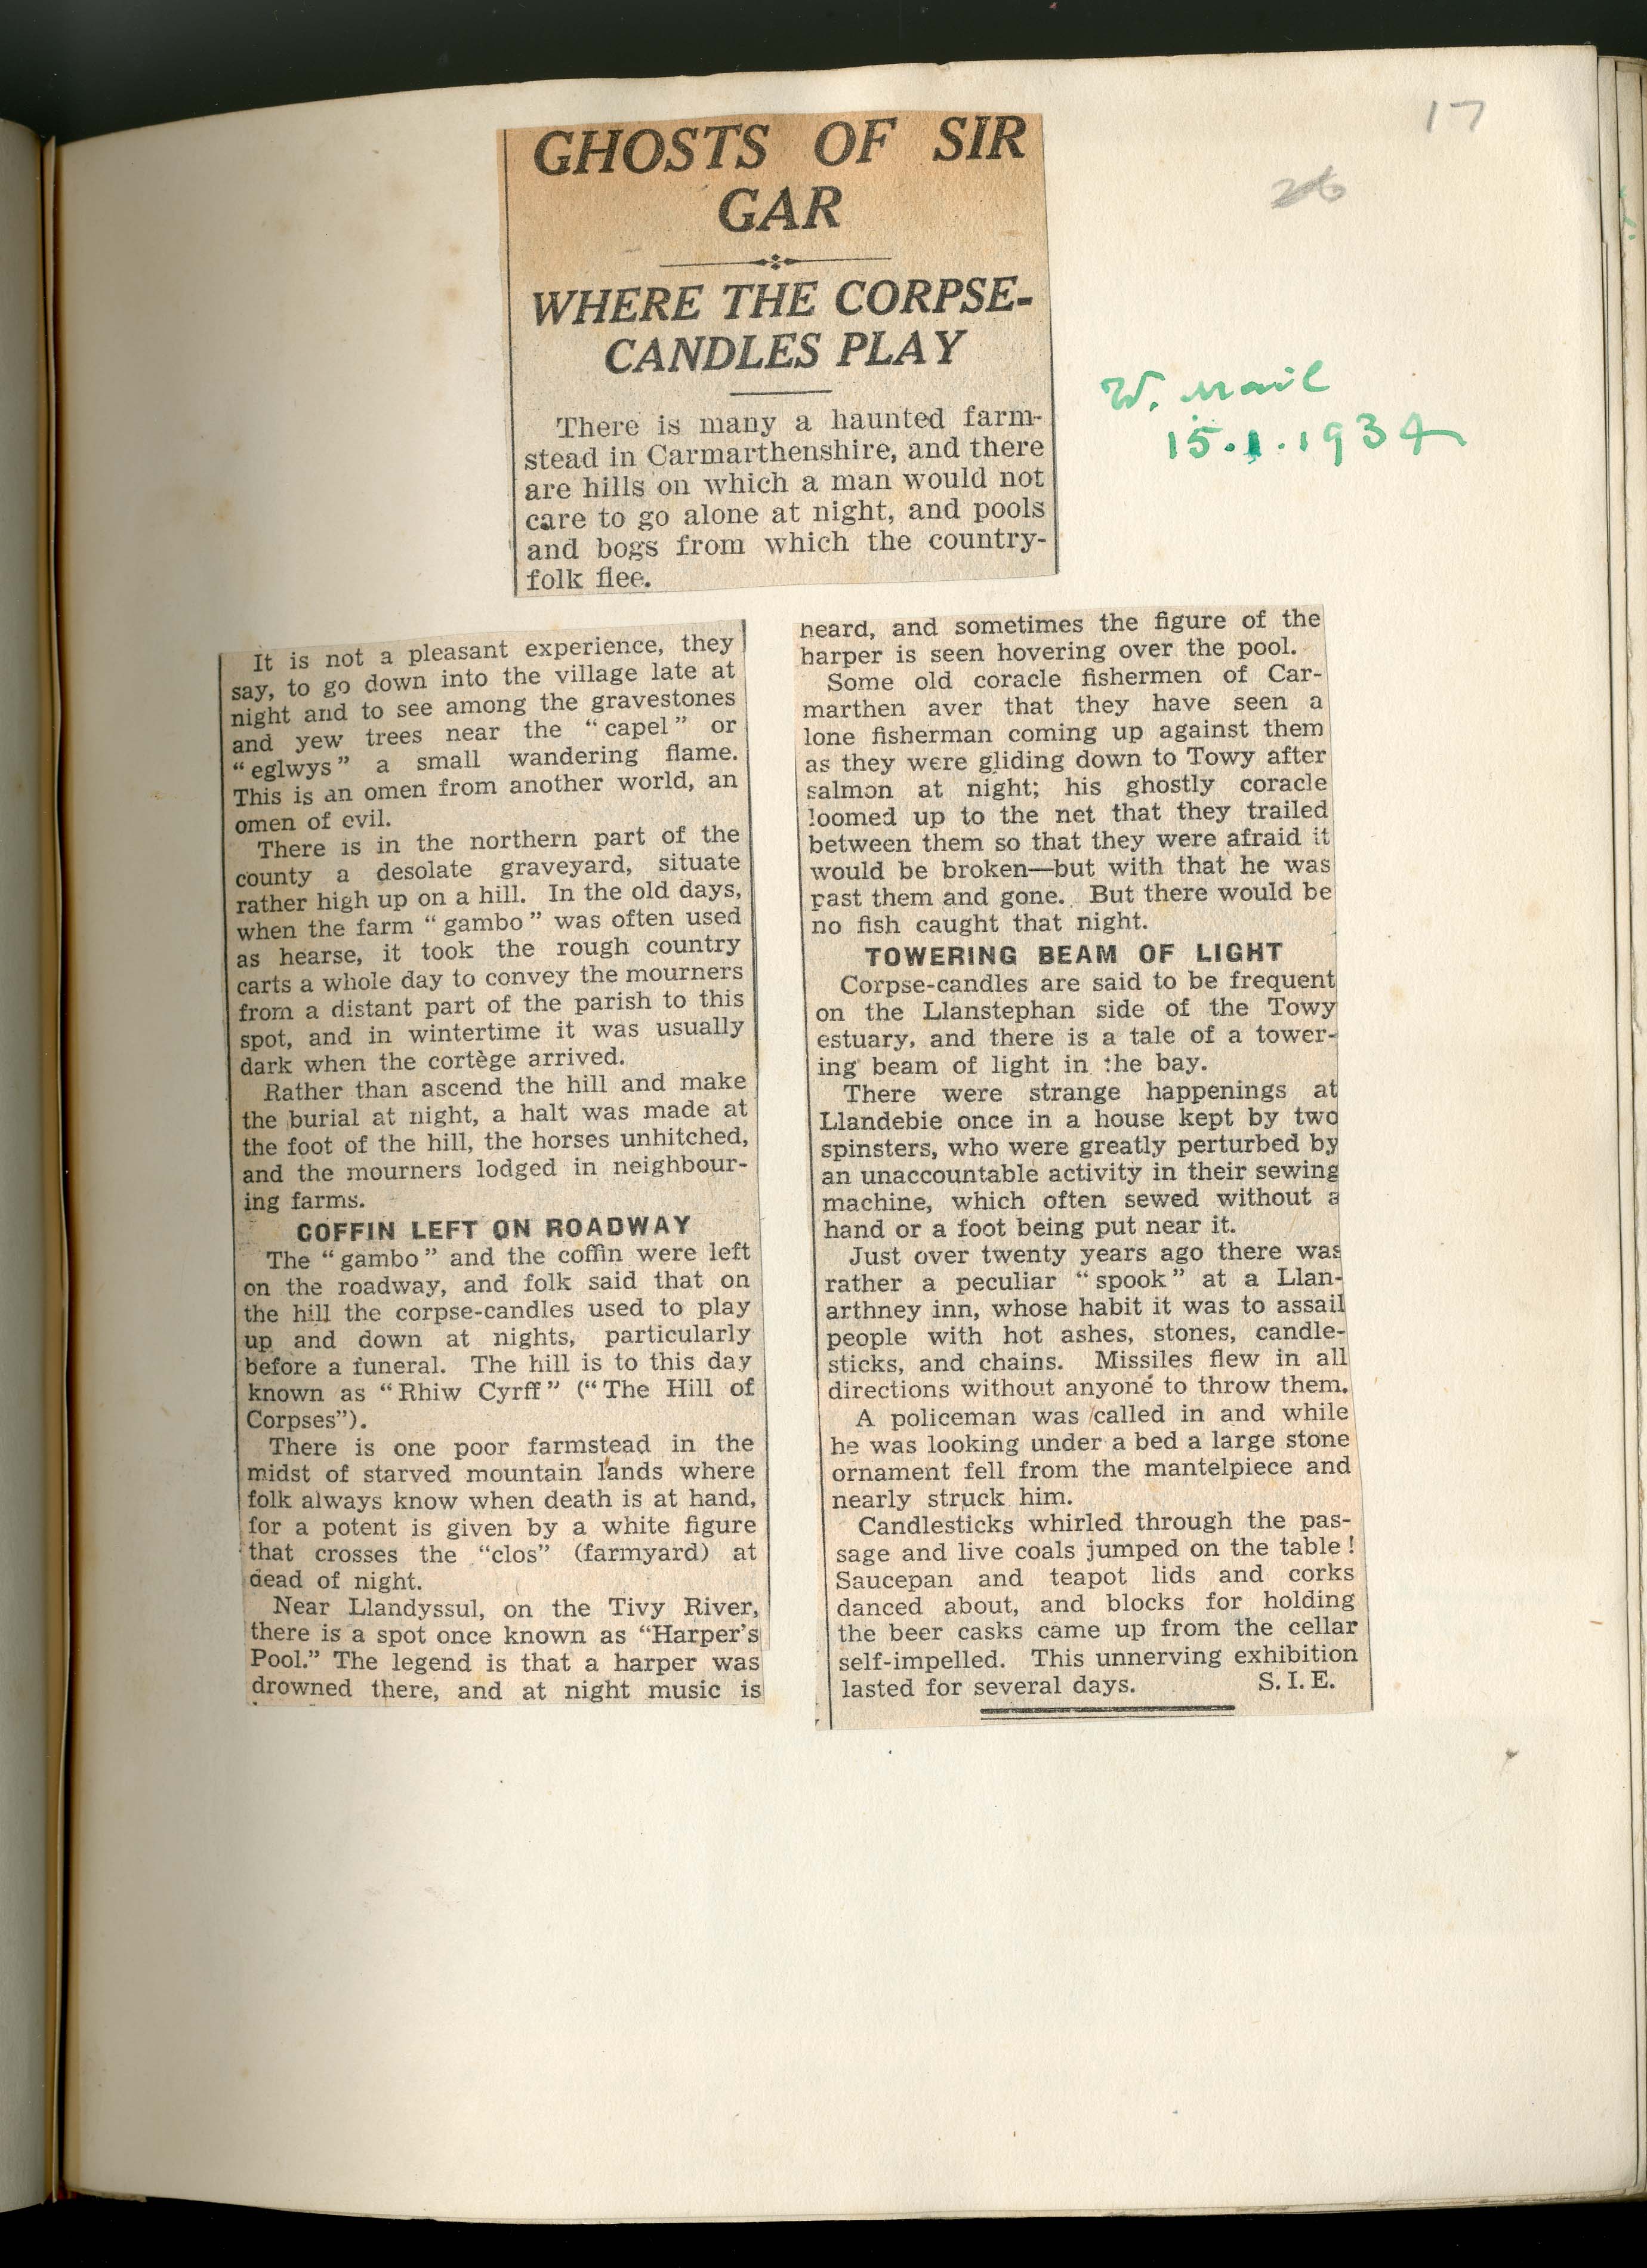 17
26
GHOSTS OF SIR
GAR
WHERE THE CORPSE-
CANDLES PLAY
W. Mail
15.1.1934
There is many a haunted farm-
stead in Carmarthenshire, and there
are hills on which a man would not
care to go alone at night, and pools
and bogs from which the country-
folk flee.
It is not a pleasant experience, they
say, to go down into the village late at
night and to see among the gravestones
and yew trees near the "capel" or
"eglwys" a small wandering flame.
This is an omen from another world, an
omen of evil.
There is in the northern part of the
county a desolate graveyard, situate
rather high up on a hill. In the old days,
when the farm "gambo" was often used
as hearse, it took the rough country
carts a whole day to convey the mourners
from a distant part of the parish to this
spot, and in wintertime it was usually
dark when the cortège arrived.
Rather than ascend the hill and make
the burial at night, a halt was made at
the foot of the hill, the horses unhitched,
and the mourners lodged in neighbour-
ing farms.
COFFIN LEFT ON ROADWAY
The "gambo" and the coffin were left
on the roadway, and folk said that on
the hill the corpse-candles used to play
up and down at nights, particularly
before a funeral. The hill is to this day
known as "Rhiw Cyrff" ("The Hill of
Corpses").
There is one poor farmstead in the
midst of starved mountain lands where
folk always know when death is at hand,
for a potent is given by a white figure
that crosses the "clos" (farmyard) at
dead of night.
Near Llandyssul, on the Tivy River,
there is a spot once known as "Harper's
Pool." The legend is that a harper was
drowned there, and at night music is
heard, and sometimes the figure of the
harper is seen hovering over the pool.
Some old coracle fishermen of Car-
marthen aver that they have seen a
lone fisherman coming up against them
as they were gliding down to Towy after
salmon at night; his ghostly coracle
loomed up to the net that they trailed
between them so that they were afraid it
would be broken—but with that he was
past them and gone. But there would be
no fish caught that night.
TOWERING BEAM OF LIGHT
Corpse-candles are said to be frequent
on the Llanstephan side of the Towy
estuary, and there is a tale of a tower-
ing beam of light in the bay.
There were strange happenings at
Llandebie once in a house kept by two
spinsters, who were greatly perturbed by
an unaccountable activity in their sewing
machine, which often sewed without a
hand or a foot being put near it.
Just over twenty years ago there was
rather a peculiar "spook" at a Llan-
arthney inn, whose habit it was to assail
people with hot ashes, stones, candle-
sticks, and chains. Missiles flew in all
directions without anyone to throw them.
A policeman was called in and while
he was looking under a bed a large stone
ornament fell from the mantelpiece and
nearly struck him.
Candlesticks whirled through the pas-
sage and live coals jumped on the table!
Saucepan and teapot lids and corks
danced about, and blocks for holding
the beer casks came up from the cellar
self-impelled. This unnerving exhibition
lasted for several days. S. I. E.